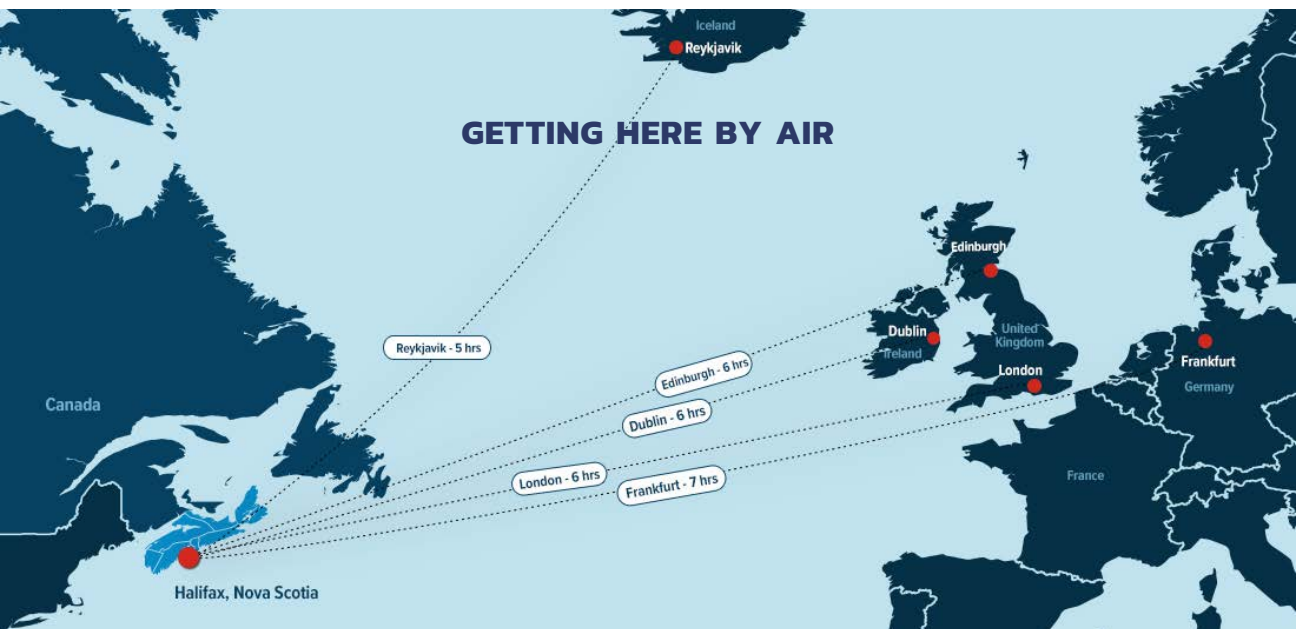 Iceland
Reykjavik
GETTING HERE BY AIR
Edinburgh
Dublin
Ireland
United
Kingdom
London
Frankfurt
Germany
Reykjavik - 5 hrs
Edinburgh - 6 hrs
Dublin - 6 hrs
London - 6 hrs
Frankfurt - 7 hrs
Canada
France
Halifax, Nova Scotia